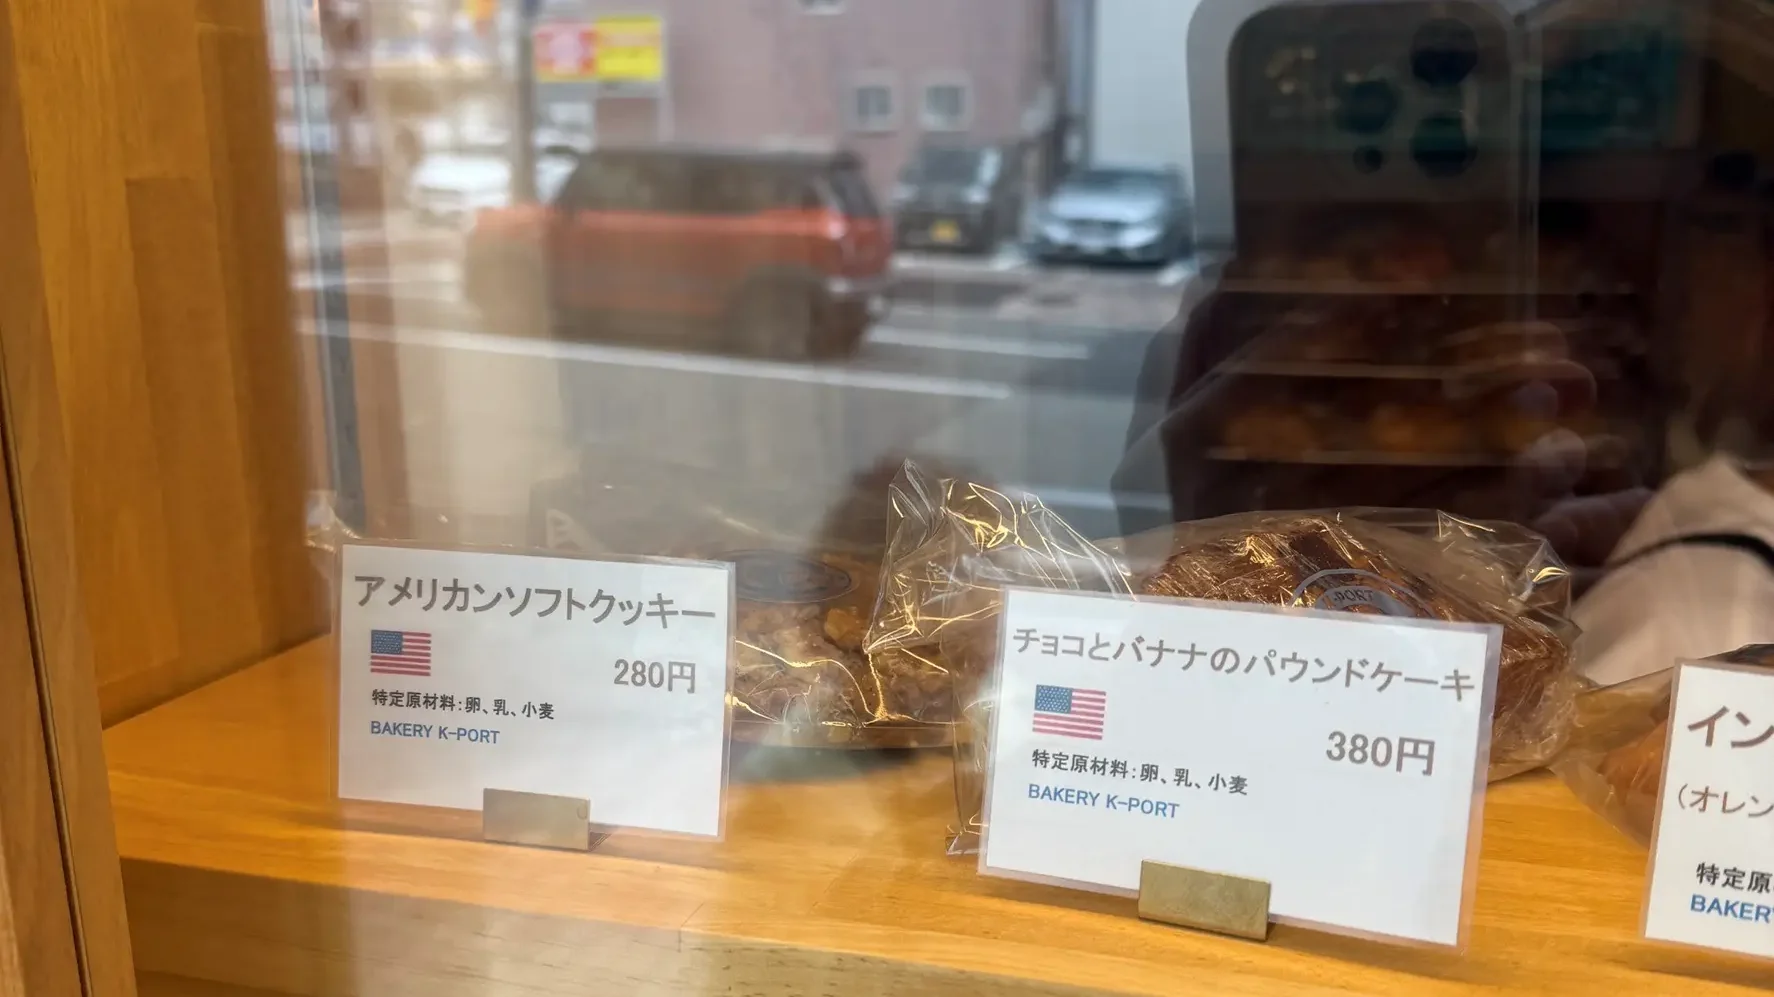 アメリカンソフトクッキー
280円
特定原材料:卵、乳、小麦
BAKERY K-PORT
.PORT
チョコとバナナのパウンドケーキ
380円
特定原材料:卵、乳、小麦
BAKERY K-PORT
イン
(オレン
特定原
BAKER